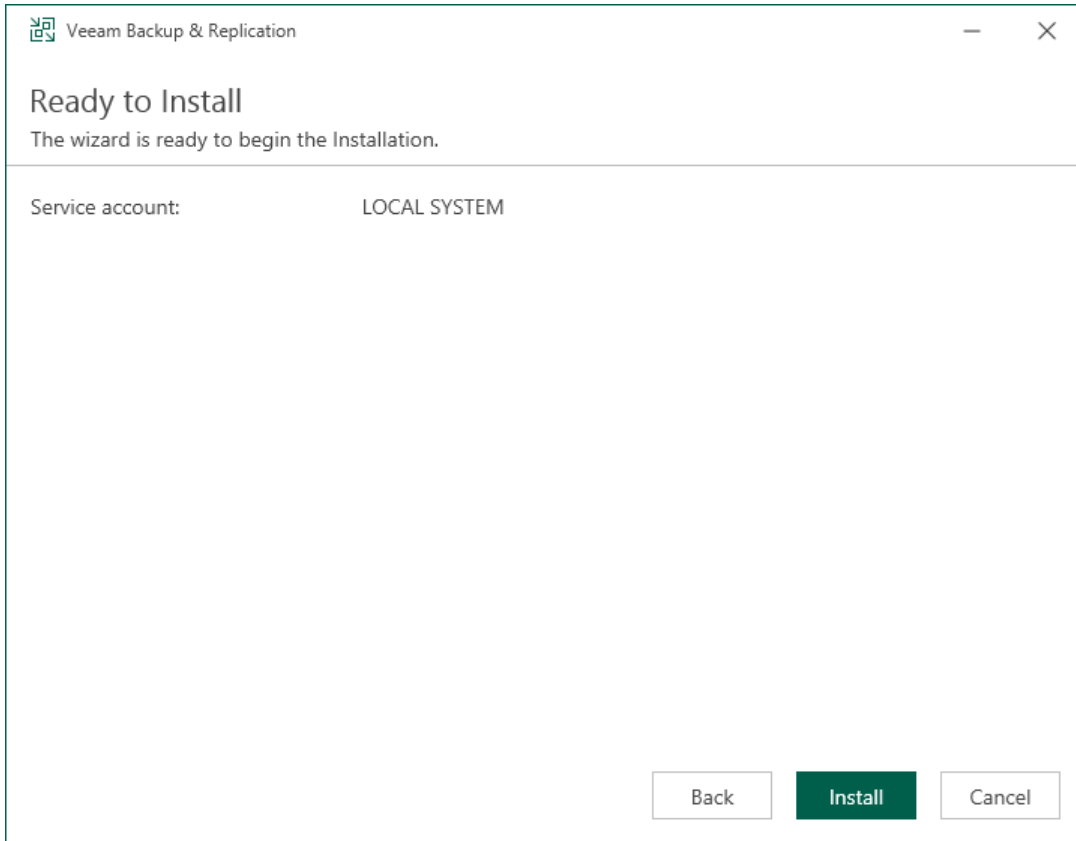 Veeam Backup & Replication
Ready to Install
The wizard is ready to begin the Installation.
Service account: LOCAL SYSTEM
Back Install Cancel